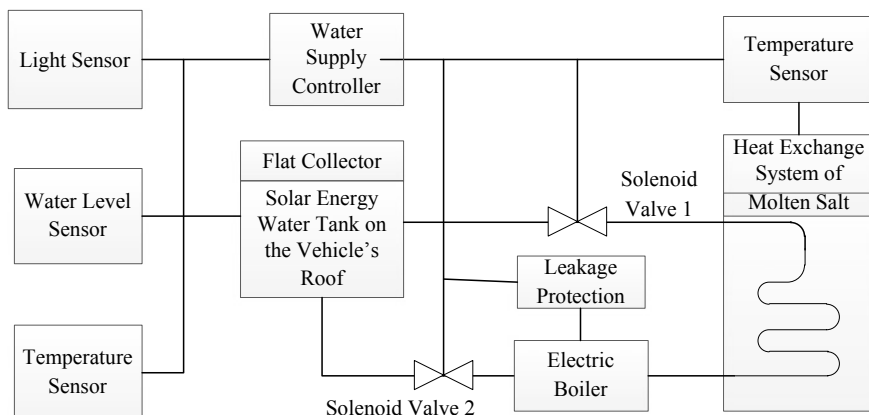 Light Sensor
Water
Supply
Controller
Temperature
Sensor
Flat Collector
Solar Energy
Water Tank on
the Vehicle's
Roof
Water Level
Sensor
Solenoid
Valve 1
Heat Exchange
System of
Molten Salt
Leakage
Protection
Temperature
Sensor
Electric
Boiler
Solenoid Valve 2